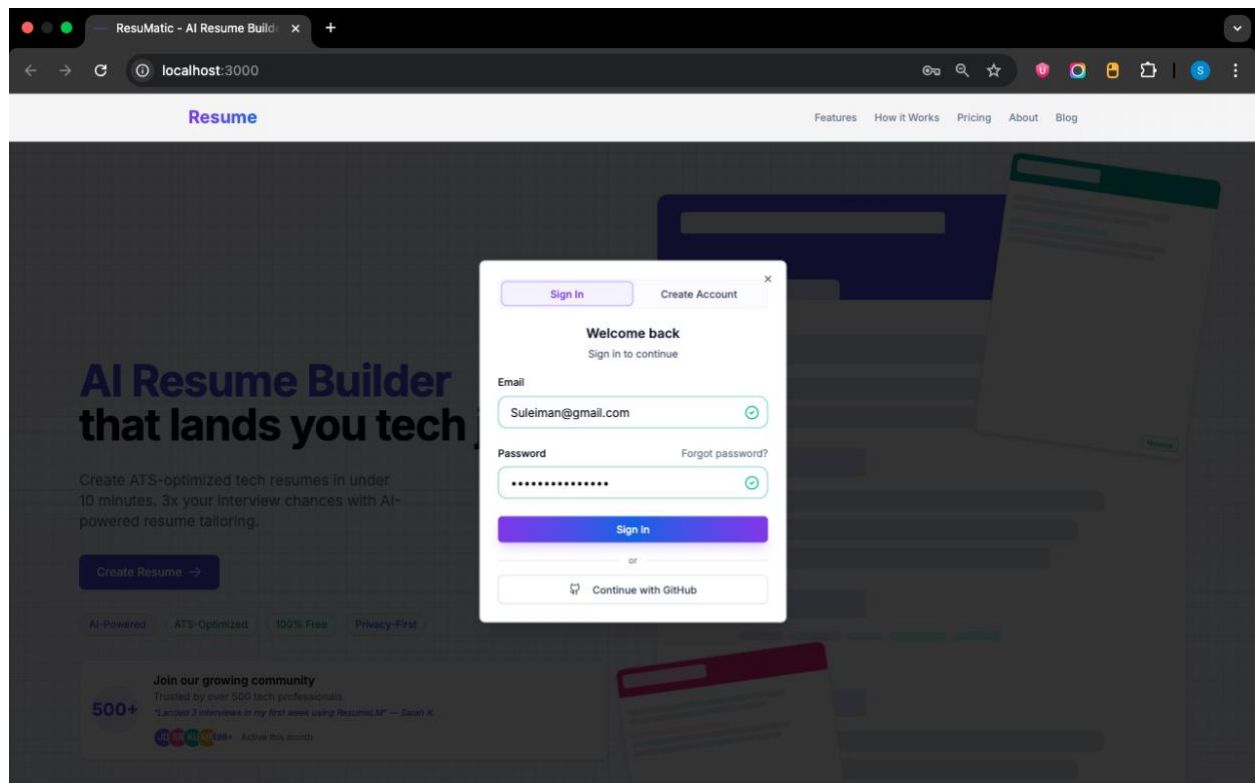 ResuMatic - AI Resume Build
localhost:3000
S
Resume
Features How it Works Pricing About Blog
Sign In Create Account
Welcome back
Sign in to continue
Email
Suleiman@gmail.com
Password Forgot password?
•••••••••••••••
Sign In
or
Continue with GitHub
AI Resume Builder
that lands you tech
Create ATS-optimized tech resumes in under
10 minutes. 3x your interview chances with AI-
powered resume tailoring.
Create Resume →
AI-Powered ATS-Optimized 100% Free Privacy-First
Join our growing community
500+
Trusted by over 500 tech professionals
"Landed 3 interviews in my first week using ResumeLM" — Sarah K.
Active this month